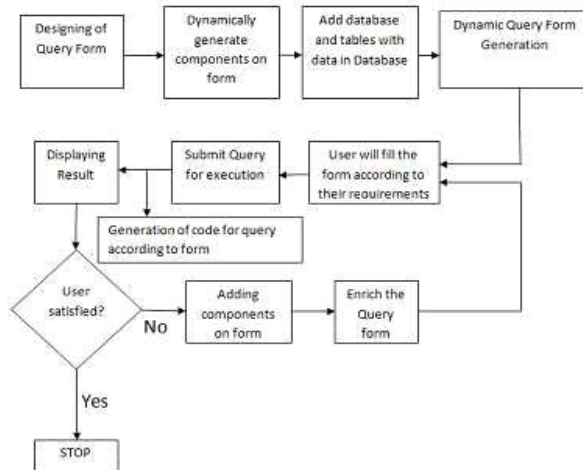 Designing of
Query Form
Dynamically
generate
components on
form
Add database
and tables with
data in Database
Dynamic Query Form
Generation
Displaying
Result
Submit Query
for execution
User will fill the
form according to
their requirements
Generation of code for query
according to form
User
satisfied?
No
Adding
components
on form
Enrich the
Query
form
Yes
STOP